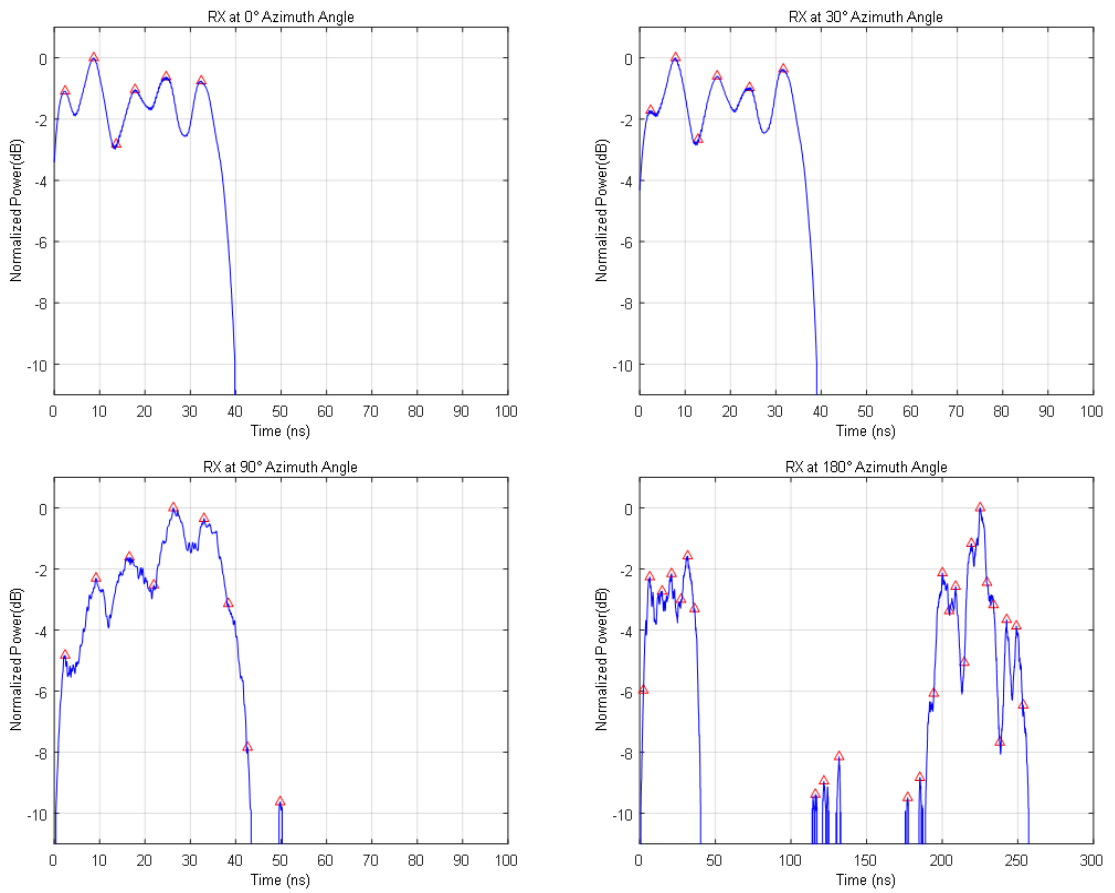 RX at 0° Azimuth Angle
0
-2
-4
-6
-8
-10
Normalized Power(dB)
0 10 20 30 40 50 60 70 80 90 100
Time (ns)
RX at 30° Azimuth Angle
0
-2
-4
-6
-8
-10
Normalized Power(dB)
0 10 20 30 40 50 60 70 80 90 100
Time (ns)
RX at 90° Azimuth Angle
0
-2
-4
-6
-8
-10
Normalized Power(dB)
0 10 20 30 40 50 60 70 80 90 100
Time (ns)
RX at 180° Azimuth Angle
0
-2
-4
-6
-8
-10
Normalized Power(dB)
0 50 100 150 200 250 300
Time (ns)